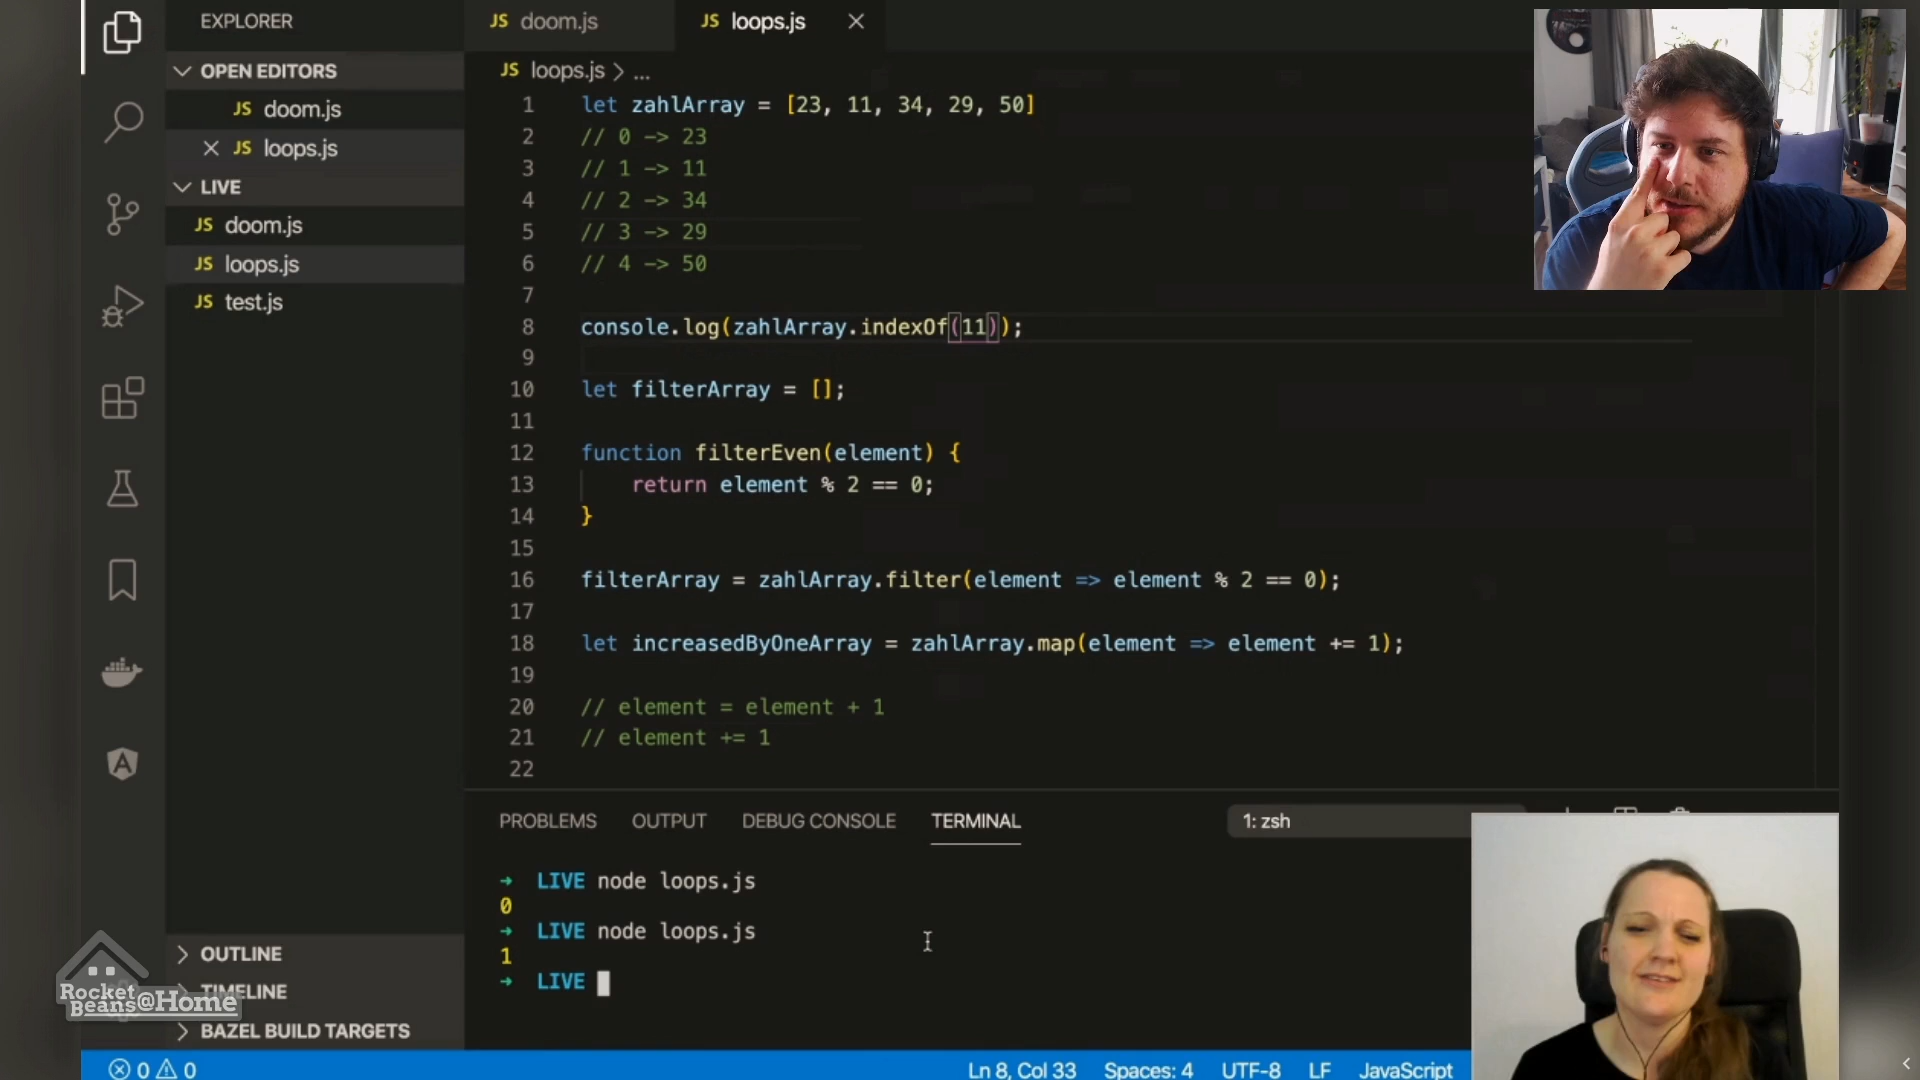 EXPLORER
OPEN EDITORS
JS doom.js
JS loops.js
LIVE
JS doom.js
JS loops.js
JS test.js
OUTLINE
TIMELINE
BAZEL BUILD TARGETS
JS doom.js
JS loops.js
JS loops.js > ...
1 let zahlArray = [23, 11, 34, 29, 50]
2 // 0 -> 23
3 // 1 -> 11
4 // 2 -> 34
5 // 3 -> 29
6 // 4 -> 50
7
8 console.log(zahlArray.indexOf(11));
9
10 let filterArray = [];
11
12 function filterEven(element) {
13 return element % 2 == 0;
14 }
15
16 filterArray = zahlArray.filter(element => element % 2 == 0);
17
18 let increasedByOneArray = zahlArray.map(element => element += 1);
19
20 // element = element + 1
21 // element += 1
22
PROBLEMS OUTPUT DEBUG CONSOLE TERMINAL 1: zsh
→ LIVE node loops.js
0
→ LIVE node loops.js
1
→ LIVE
Rocket
Beans@Home
0 0 Ln 8, Col 33 Spaces: 4 UTF-8 LF JavaScript